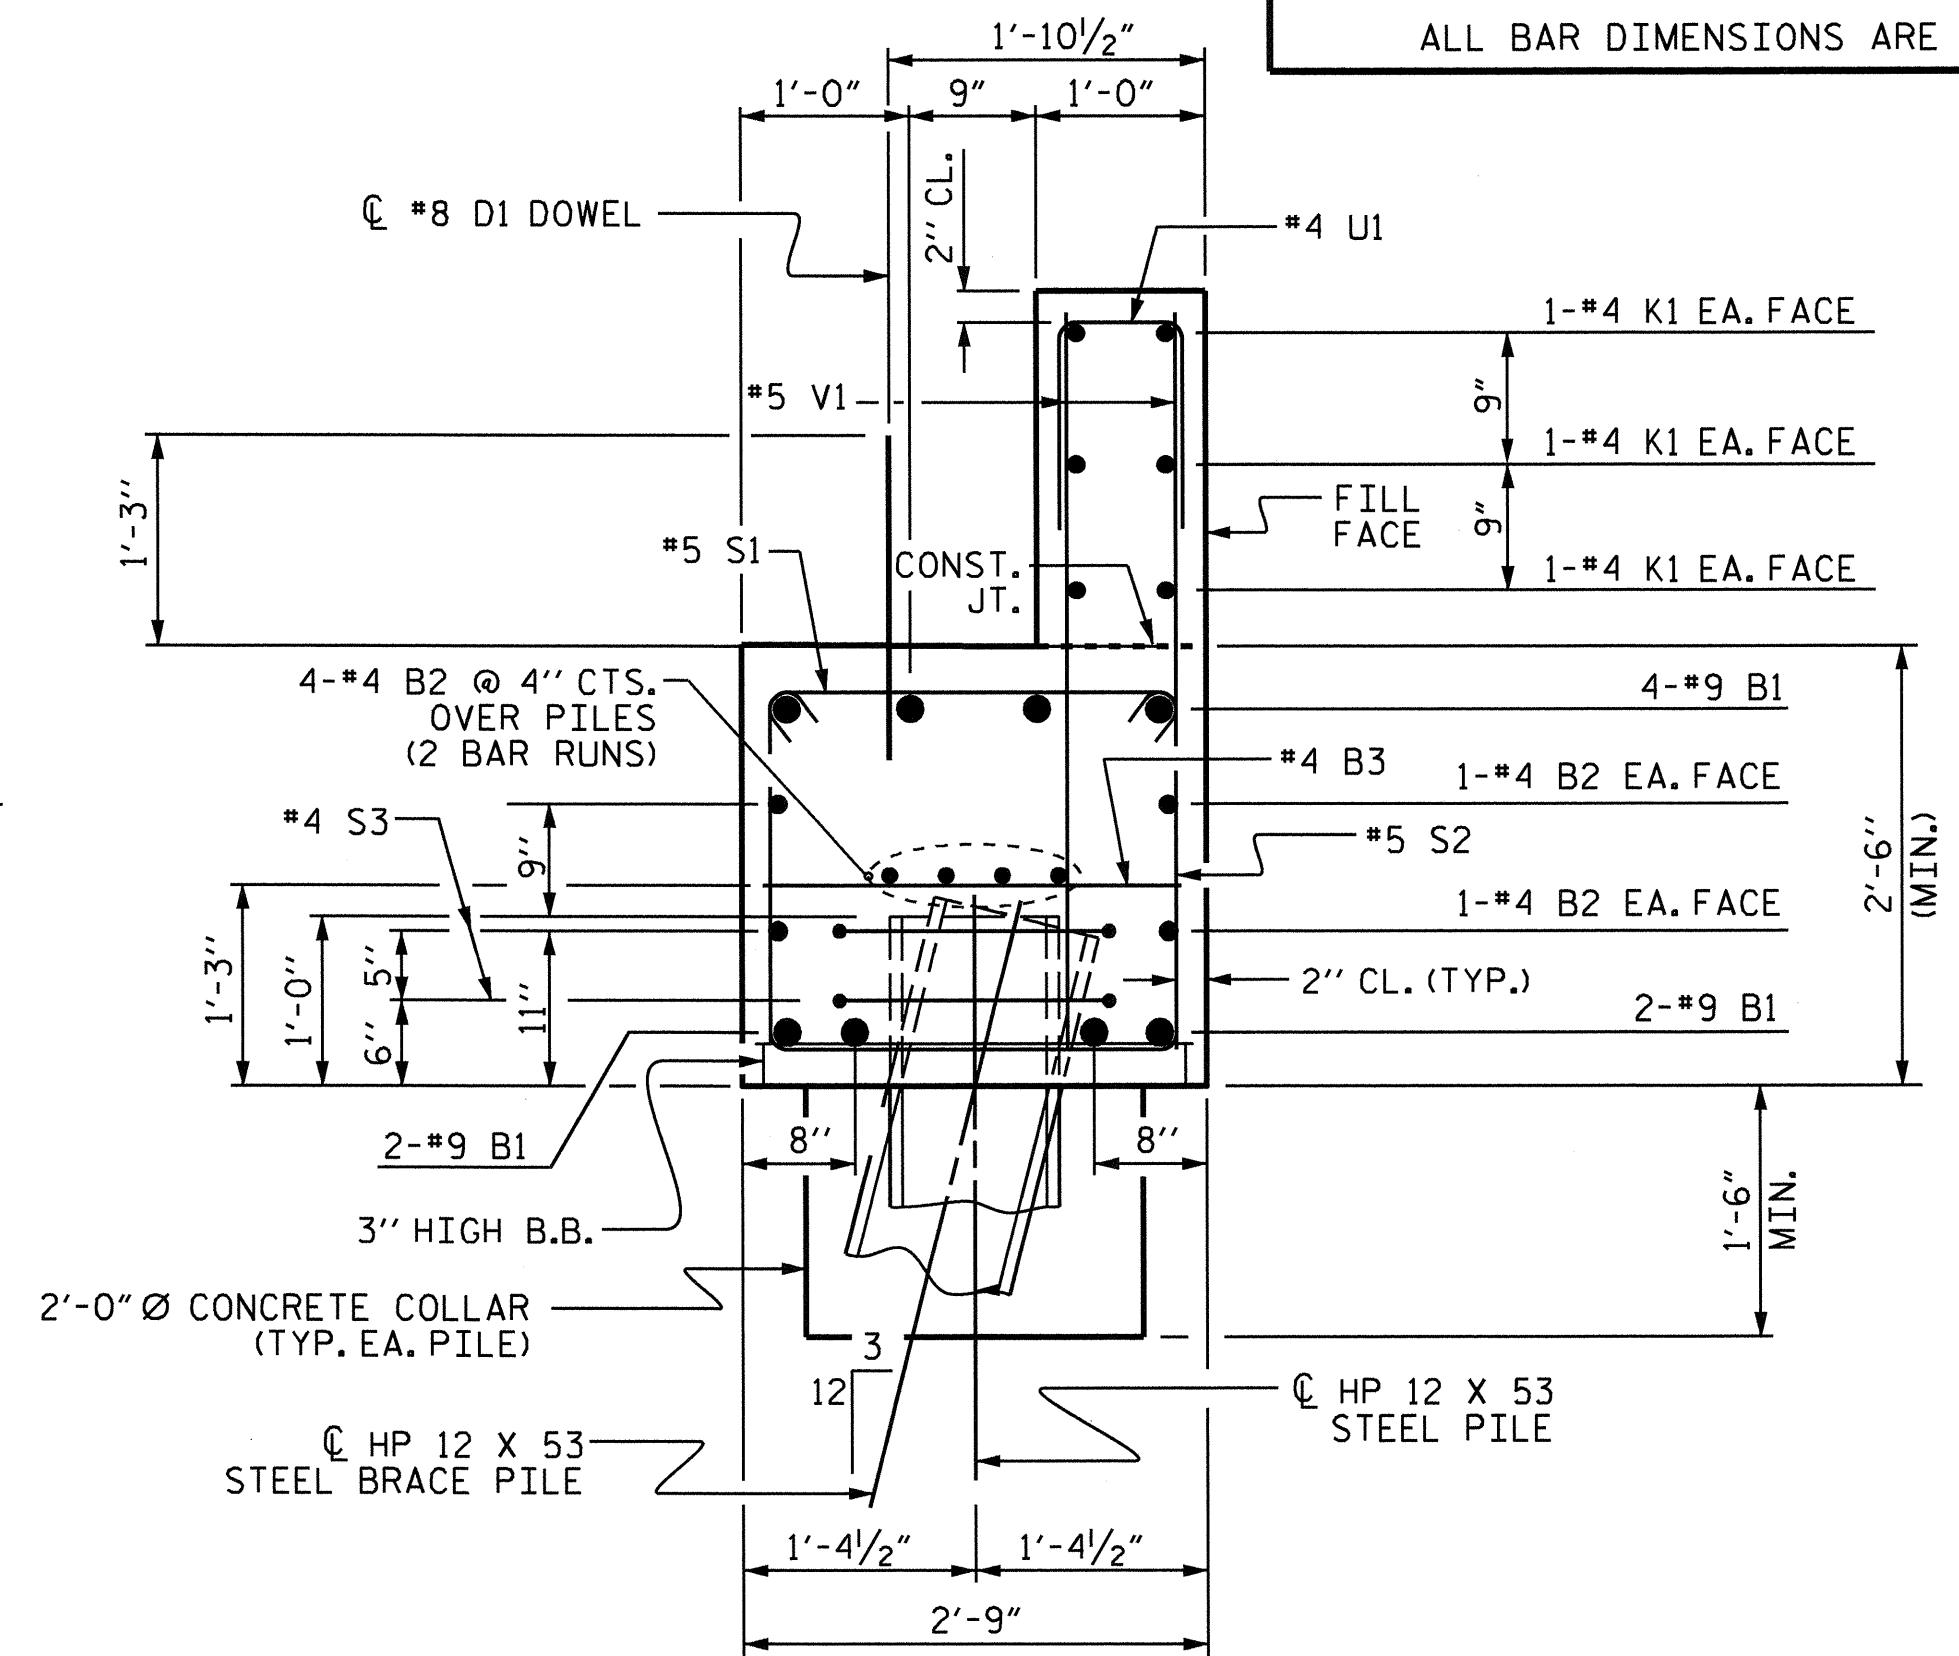 ALL BAR DIMENSIONS ARE
1'-10 1/2"
1'-0"
9"
1'-0"
2" CL.
℄ #8 D1 DOWEL
#4 U1
1-#4 K1 EA. FACE
#5 V1
9"
1-#4 K1 EA. FACE
1'-3"
FILL
FACE
9"
#5 S1
CONST.
JT.
1-#4 K1 EA. FACE
4-#4 B2 @ 4" CTS.
OVER PILES
(2 BAR RUNS)
4-#9 B1
#4 B3
1-#4 B2 EA. FACE
#4 S3
9"
#5 S2
2'-6"
(MIN.)
1-#4 B2 EA. FACE
1'-3"
1'-0"
5"
6"
11"
2" CL. (TYP.)
2-#9 B1
2-#9 B1
8"
8"
3" HIGH B.B.
1'-6"
MIN.
2'-0" Ø CONCRETE COLLAR
(TYP. EA. PILE)
3
12
℄ HP 12 X 53
STEEL PILE
℄ HP 12 X 53
STEEL BRACE PILE
1'-4 1/2"
1'-4 1/2"
2'-9"